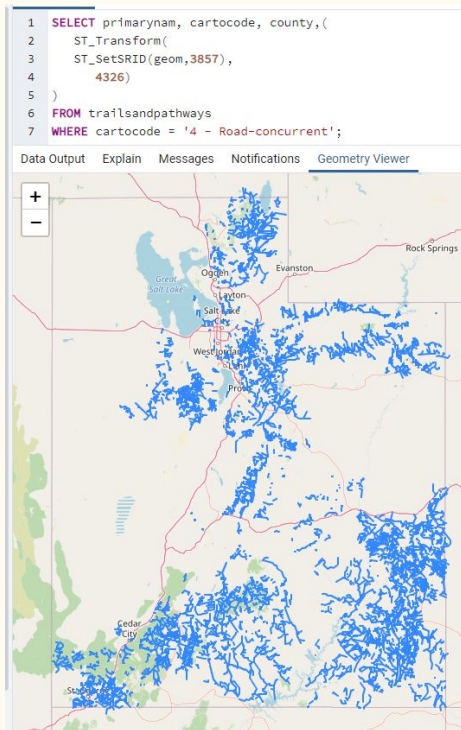 1 SELECT primarynam, cartocode, county,(
2 ST_Transform(
3 ST_SetSRID(geom,3857),
4 4326)
5 )
6 FROM trailsandpathways
7 WHERE cartocode = '4 - Road-concurrent';
Data Output Explain Messages Notifications Geometry Viewer
+
−
Rock Springs
Evanston
Great
Salt Lake
Ogden
Layton
Salt Lake
City
West Jordan
Cedar
City